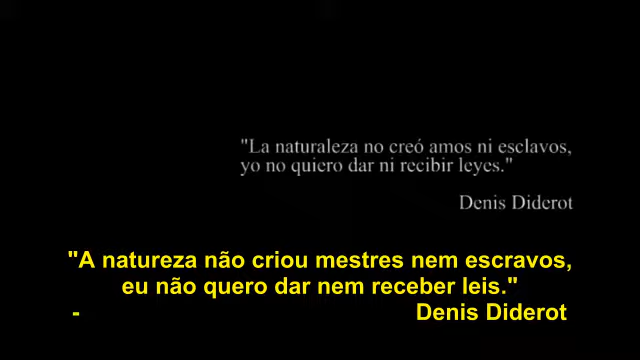 "La naturaleza no creó amos ni esclavos,
yo no quiero dar ni recibir leyes."
Denis Diderot
"A natureza não criou mestres nem escravos,
eu não quero dar nem receber leis."
- Denis Diderot